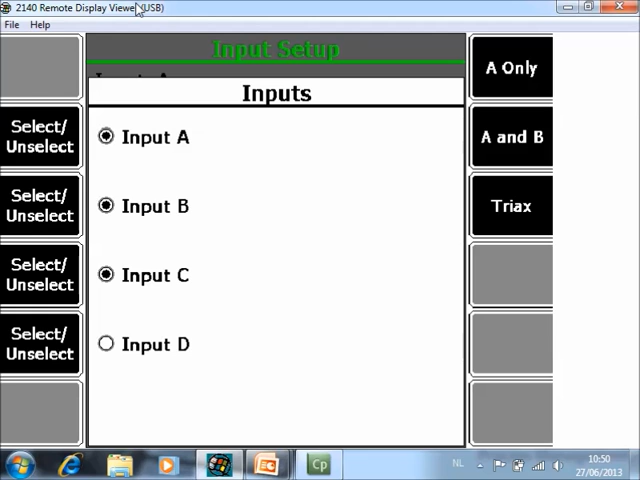 2140 Remote Display Viewer (USB)
File Help
Input Setup
Inputs
Input A
Input B
Input C
Input D
Select/
Unselect
Select/
Unselect
Select/
Unselect
Select/
Unselect
A Only
A and B
Triax
Cp
NL
10:50
27/06/2013